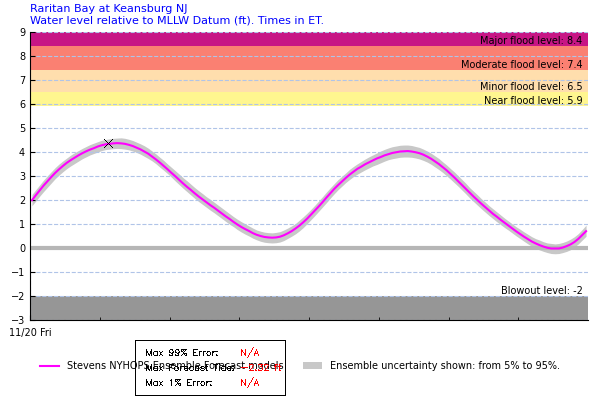 Raritan Bay at Keansburg NJ
Water level relative to MLLW Datum (ft). Times in ET.
9
Major flood level: 8.4
8
Moderate flood level: 7.4
7
Minor flood level: 6.5
Near flood level: 5.9
6
5
4
3
2
1
0
−1
−2
Blowout level: -2
−3
11/20 Fri
Max 99% Error: N/A
Stevens NYHOPS Ensemble Forecast models
Max Forecast Tide:
Ensemble uncertainty shown: from 5% to 95%.
Max 1% Error: N/A